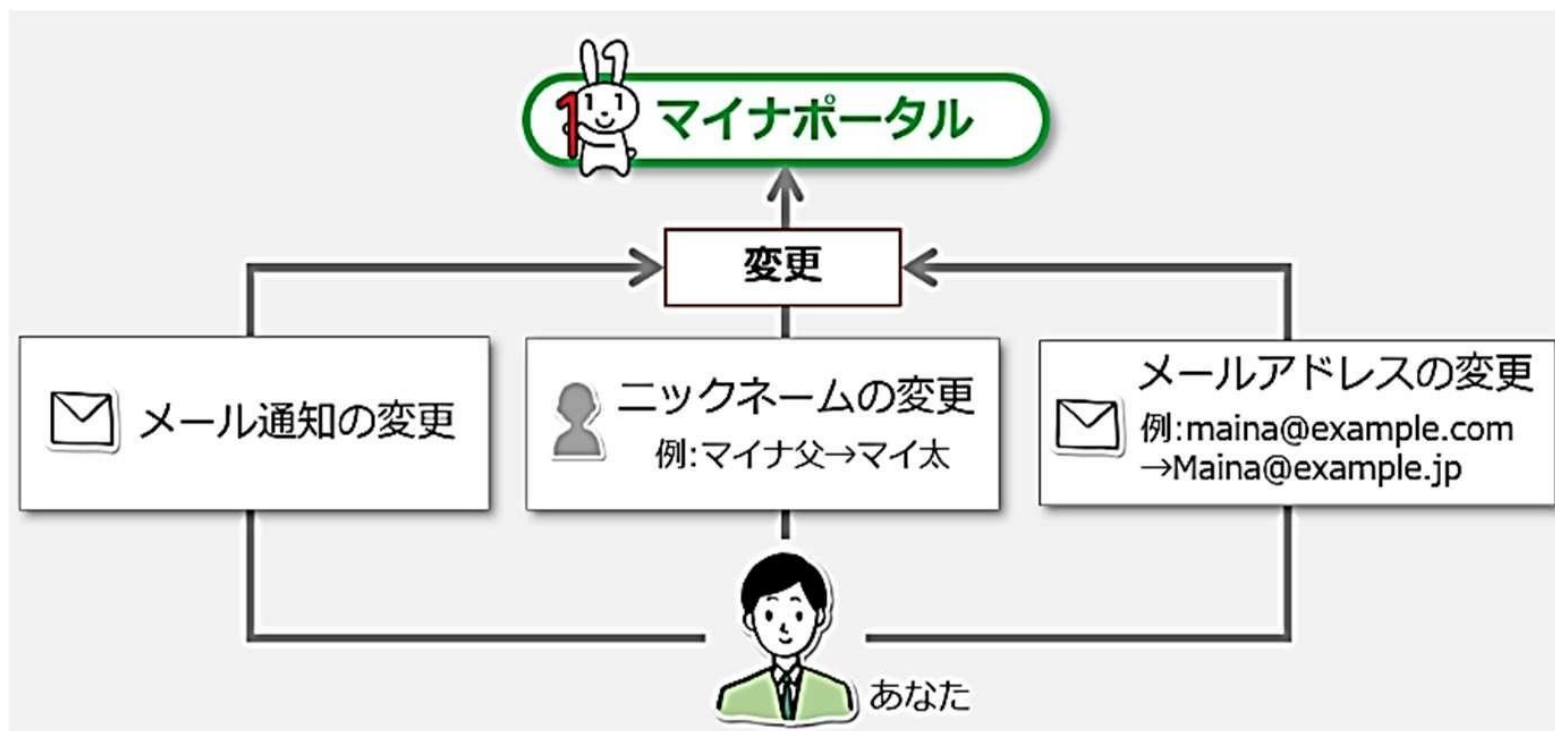 マイナポータル
変更
メール通知の変更
ニックネームの変更
例:マイナ父→マイ太
メールアドレスの変更
例:maina@example.com
→Maina@example.jp
あなた